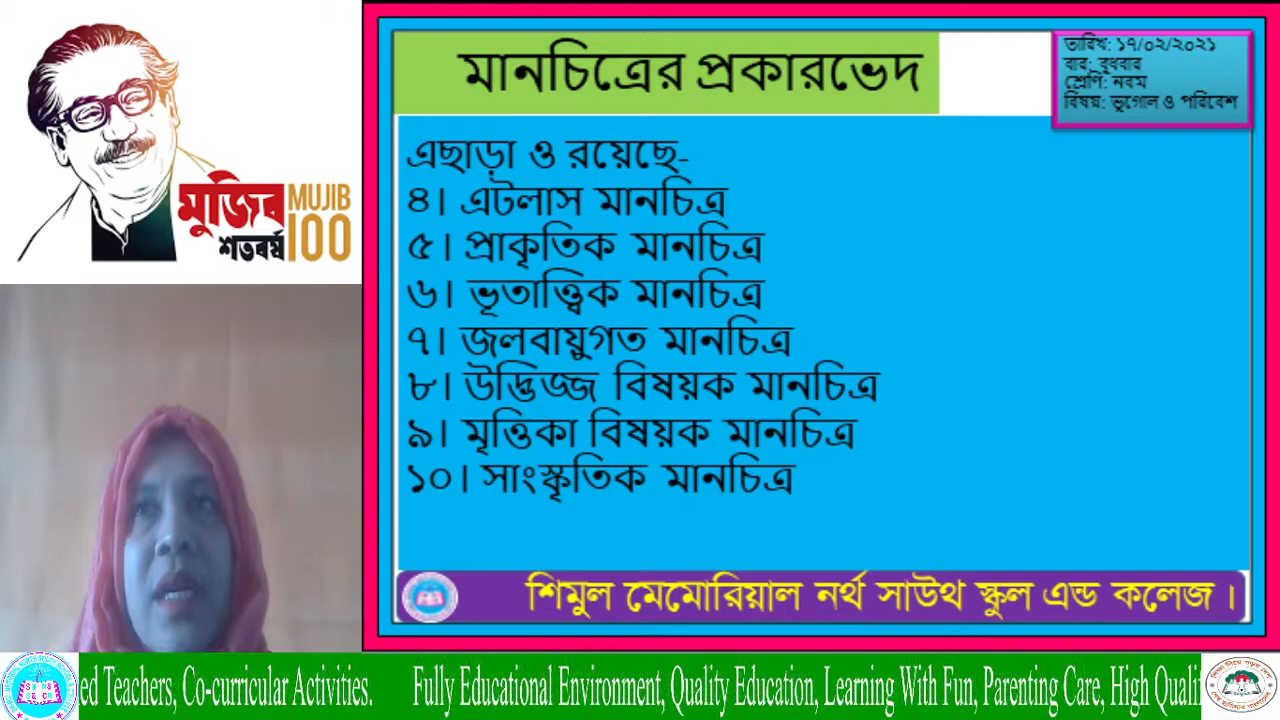 মুজিব
শতবর্ষ
MUJIB
100
মানচিত্রের প্রকারভেদ
তারিখ: ১৭/০২/২০২১
বার: বুধবার
শ্রেণি: নবম
বিষয়: ভূগোল ও পরিবেশ
এছাড়া ও রয়েছে-
৪। এটলাস মানচিত্র
৫। প্রাকৃতিক মানচিত্র
৬। ভূতাত্ত্বিক মানচিত্র
৭। জলবায়ুগত মানচিত্র
৮। উদ্ভিজ্জ বিষয়ক মানচিত্র
৯। মৃত্তিকা বিষয়ক মানচিত্র
১০। সাংস্কৃতিক মানচিত্র
শিমুল মেমোরিয়াল নর্থ সাউথ স্কুল এন্ড কলেজ ।
ed Teachers, Co-curricular Activities. Fully Educational Environment, Quality Education, Learning With Fun, Parenting Care, High Quali